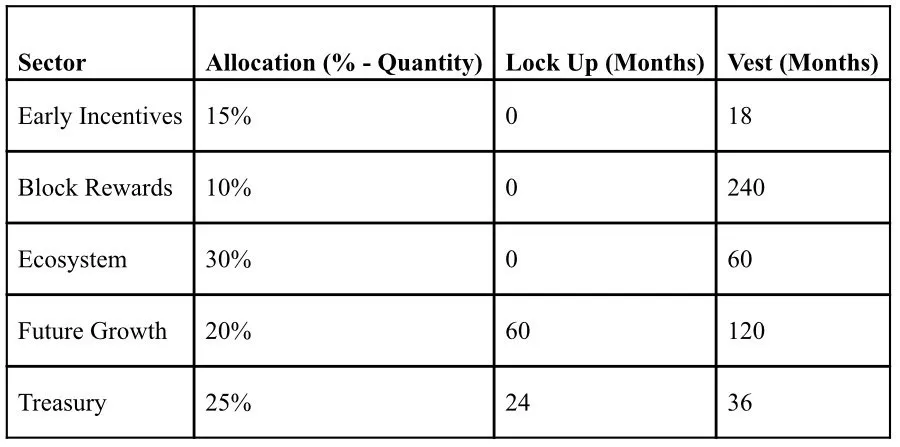 Sector Allocation (% - Quantity) Lock Up (Months) Vest (Months)
Early Incentives 15% 0 18
Block Rewards 10% 0 240
Ecosystem 30% 0 60
Future Growth 20% 60 120
Treasury 25% 24 36